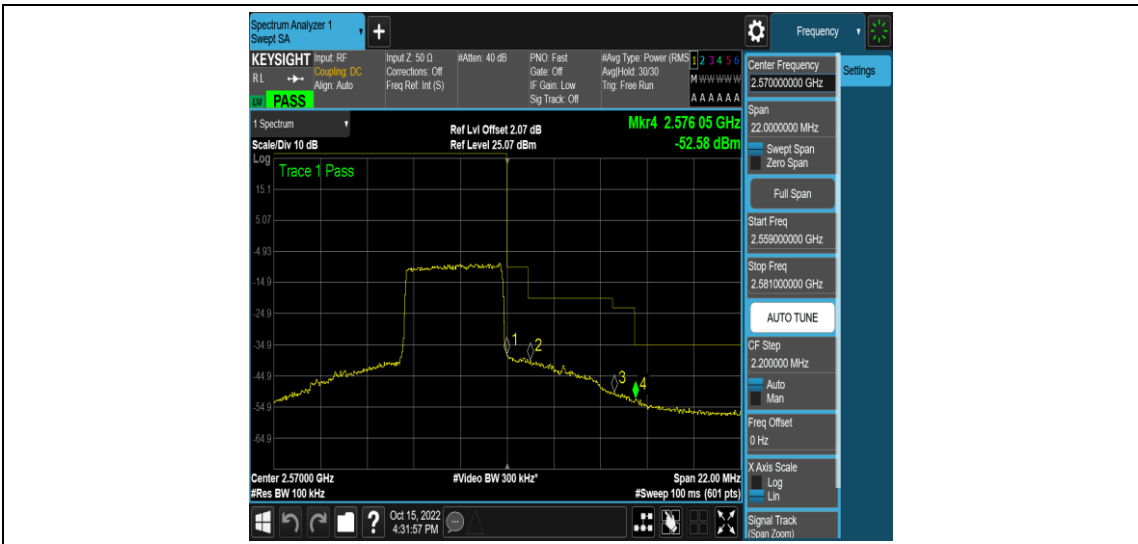 Spectrum Analyzer 1
Swept SA
+
Frequency
KEYSIGHT
RL
LXI PASS
Input: RF
Coupling: DC
Align: Auto
Input Z: 50 Ω
Corrections: Off
Freq Ref: Int (S)
#Atten: 40 dB
PNO: Fast
Gate: Off
IF Gain: Low
Sig Track: Off
#Avg Type: Power (RMS
Avg|Hold: 30/30
Trig: Free Run
1 2 3 4 5 6
M W W W W W
A A A A A A
1 Spectrum
Scale/Div 10 dB
Ref Lvl Offset 2.07 dB
Ref Level 25.07 dBm
Mkr4 2.576 05 GHz
-52.58 dBm
Log
Trace 1 Pass
15.1
5.07
-4.93
-14.9
-24.9
-34.9
-44.9
-54.9
-64.9
1
2
3
4
Center 2.57000 GHz
#Res BW 100 kHz
#Video BW 300 kHz*
Span 22.00 MHz
#Sweep 100 ms (601 pts)
?
Oct 15, 2022
4:31:57 PM
Center Frequency
2.570000000 GHz
Settings
Span
22.0000000 MHz
Swept Span
Zero Span
Full Span
Start Freq
2.559000000 GHz
Stop Freq
2.581000000 GHz
AUTO TUNE
CF Step
2.200000 MHz
Auto
Man
Freq Offset
0 Hz
X Axis Scale
Log
Lin
Signal Track
(Span Zoom)